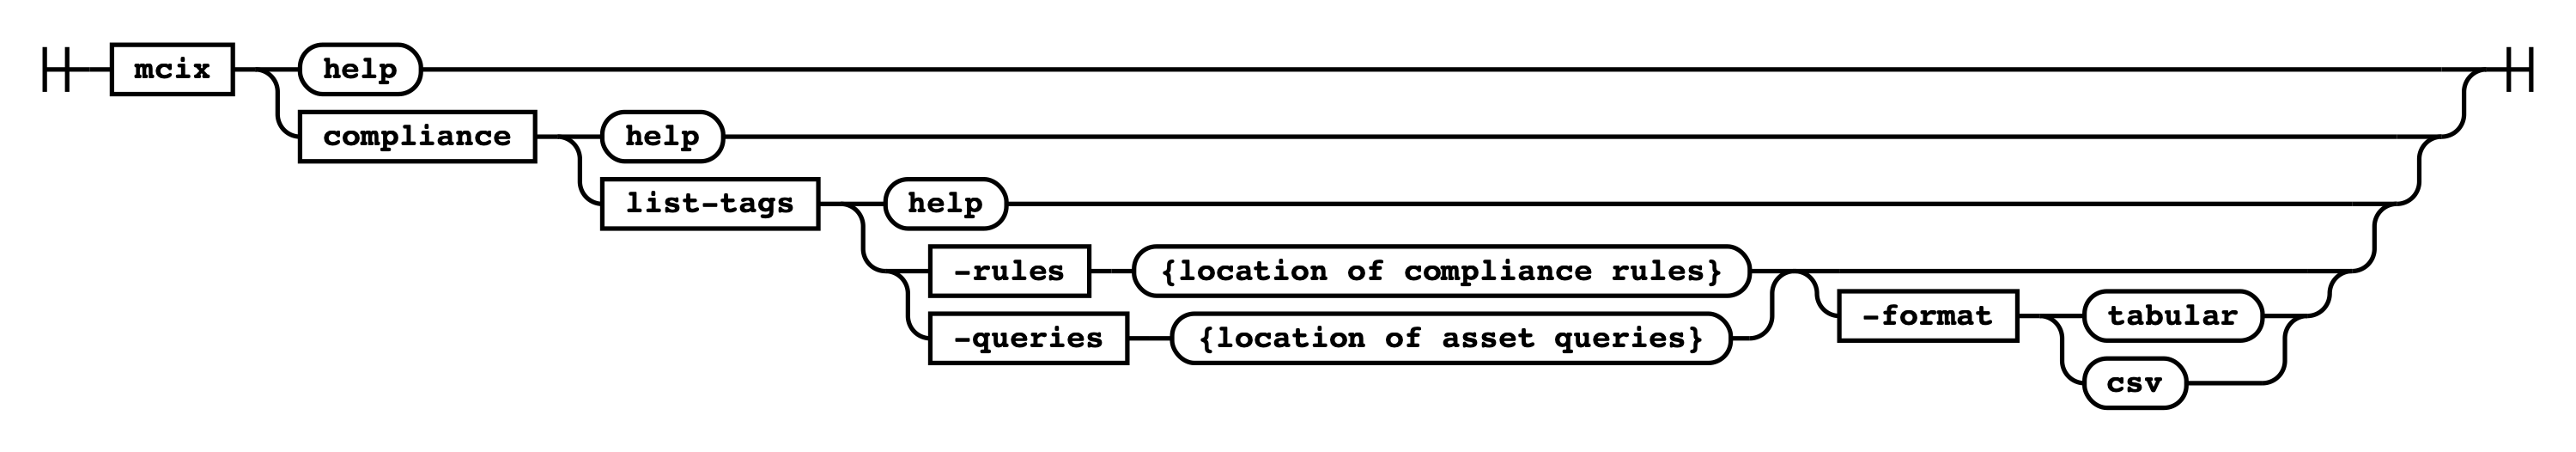 mcix help
compliance help
list-tags help
-rules {location of compliance rules}
-format tabular
-queries {location of asset queries}
csv